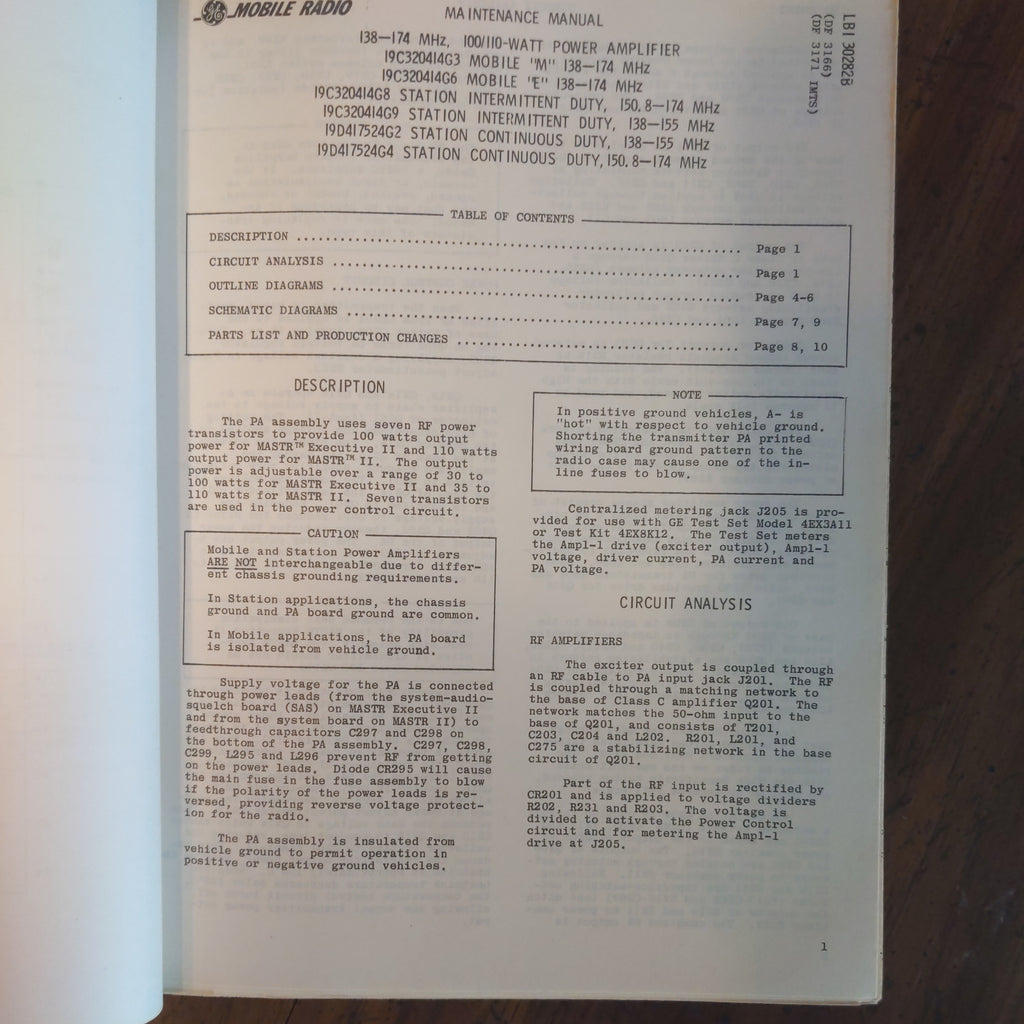 GE MOBILE RADIO
MAINTENANCE MANUAL
LBI 30282B
(DF 3166)
(DF 3171 IMTS)
138—174 MHz, 100/110-WATT POWER AMPLIFIER
19C320414G3 MOBILE "M" 138—174 MHz
19C320414G6 MOBILE "E" 138—174 MHz
19C320414G8 STATION INTERMITTENT DUTY, 150.8—174 MHz
19C320414G9 STATION INTERMITTENT DUTY, 138—155 MHz
19D417524G2 STATION CONTINUOUS DUTY, 138—155 MHz
19D417524G4 STATION CONTINUOUS DUTY, 150.8—174 MHz
TABLE OF CONTENTS
DESCRIPTION ................................................ Page 1
CIRCUIT ANALYSIS ............................................ Page 1
OUTLINE DIAGRAMS ............................................ Page 4-6
SCHEMATIC DIAGRAMS .......................................... Page 7, 9
PARTS LIST AND PRODUCTION CHANGES ............................... Page 8, 10
DESCRIPTION
The PA assembly uses seven RF power
transistors to provide 100 watts output
power for MASTR™ Executive II and 110 watts
output power for MASTR™ II. The output
power is adjustable over a range of 30 to
100 watts for MASTR Executive II and 35 to
110 watts for MASTR II. Seven transistors
are used in the power control circuit.
CAUTION
Mobile and Station Power Amplifiers
ARE NOT interchangeable due to differ-
ent chassis grounding requirements.
In Station applications, the chassis
ground and PA board ground are common.
In Mobile applications, the PA board
is isolated from vehicle ground.
Supply voltage for the PA is connected
through power leads (from the system-audio-
squelch board (SAS) on MASTR Executive II
and from the system board on MASTR II) to
feedthrough capacitors C297 and C298 on
the bottom of the PA assembly. C297, C298,
C299, L295 and L296 prevent RF from getting
on the power leads. Diode CR295 will cause
the main fuse in the fuse assembly to blow
if the polarity of the power leads is re-
versed, providing reverse voltage protect-
ion for the radio.
The PA assembly is insulated from
vehicle ground to permit operation in
positive or negative ground vehicles.
NOTE
In positive ground vehicles, A- is
"hot" with respect to vehicle ground.
Shorting the transmitter PA printed
wiring board ground pattern to the
radio case may cause one of the in-
line fuses to blow.
Centralized metering jack J205 is pro-
vided for use with GE Test Set Model 4EX3A11
or Test Kit 4EX8K12. The Test Set meters
the Ampl-1 drive (exciter output), Ampl-1
voltage, driver current, PA current and
PA voltage.
CIRCUIT ANALYSIS
RF AMPLIFIERS
The exciter output is coupled through
an RF cable to PA input jack J201. The RF
is coupled through a matching network to
the base of Class C amplifier Q201. The
network matches the 50-ohm input to the
base of Q201, and consists of T201,
C203, C204 and L202. R201, L201, and
C275 are a stabilizing network in the base
circuit of Q201.
Part of the RF input is rectified by
CR201 and is applied to voltage dividers
R202, R231 and R203. The voltage is
divided to activate the Power Control
circuit and for metering the Ampl-1
drive at J205.
1